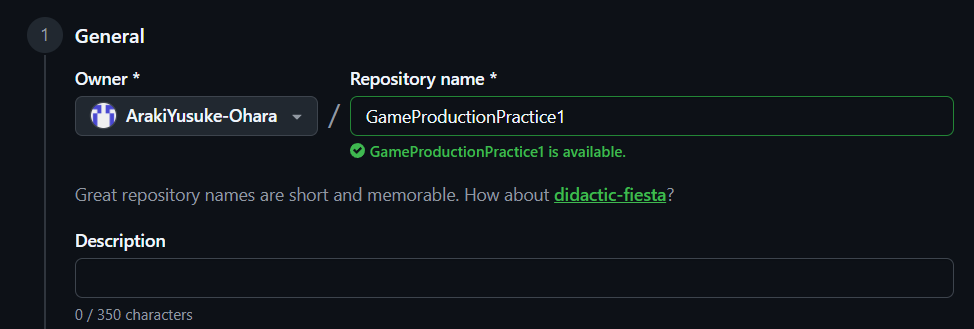 1 General
Owner * Repository name *
ArakiYusuke-Ohara / GameProductionPractice1
GameProductionPractice1 is available.
Great repository names are short and memorable. How about didactic-fiesta?
Description
0 / 350 characters